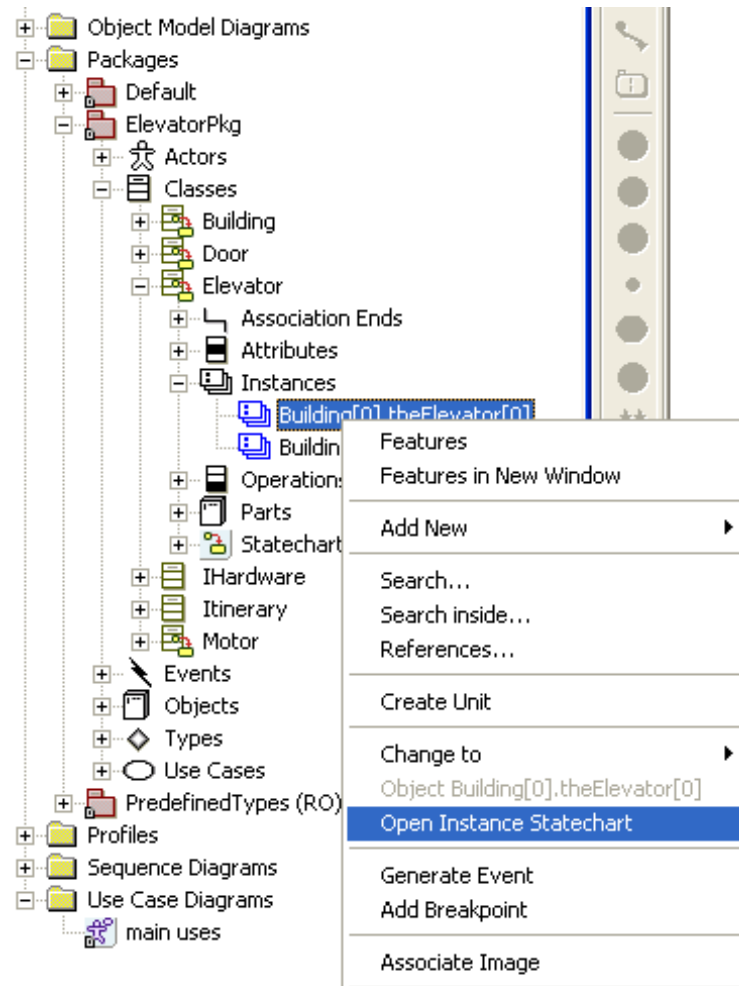 Object Model Diagrams
Packages
Default
ElevatorPkg
Actors
Classes
Building
Door
Elevator
Association Ends
Attributes
Instances
Building[0].theElevator[0]
Buildin
Operations
Parts
Statechart
IHardware
Itinerary
Motor
Events
Objects
Types
Use Cases
PredefinedTypes (RO)
Profiles
Sequence Diagrams
Use Case Diagrams
main uses
Features
Features in New Window
Add New
Search...
Search inside...
References...
Create Unit
Change to
Object Building[0].theElevator[0]
Open Instance Statechart
Generate Event
Add Breakpoint
Associate Image